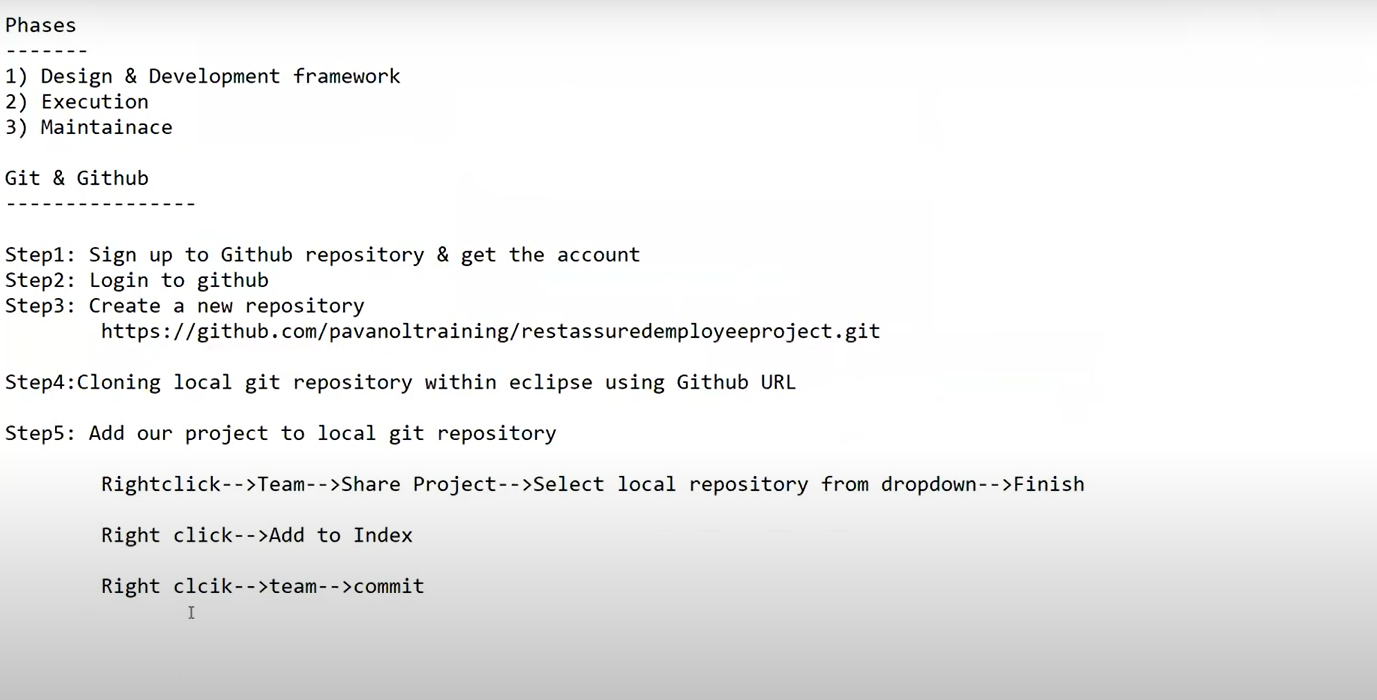 Phases
-------
1) Design & Development framework
2) Execution
3) Maintainace
Git & Github
----------------
Step1: Sign up to Github repository & get the account
Step2: Login to github
Step3: Create a new repository
https://github.com/pavanoltraining/restassuredemployeeproject.git
Step4:Cloning local git repository within eclipse using Github URL
Step5: Add our project to local git repository
Rightclick-->Team-->Share Project-->Select local repository from dropdown-->Finish
Right click-->Add to Index
Right clcik-->team-->commit